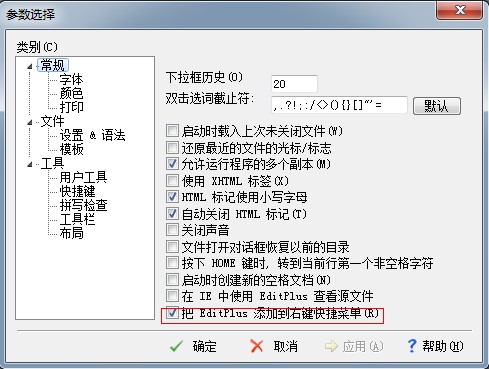 参数选择
类别(C)
常规
字体
颜色
打印
文件
设置 & 语法
模板
工具
用户工具
快捷键
拼写检查
工具栏
布局
下拉框历史(O) 20
双击选词截止符: ,.?!;:/<>(){}[]"'= 默认
启动时载入上次未关闭文件(W)
还原最近的文件的光标/标志
允许运行程序的多个副本(M)
使用 XHTML 标签(X)
HTML 标记使用小写字母
自动关闭 HTML 标记(T)
关闭声音
文件打开对话框恢复以前的目录
按下 HOME 键时, 转到当前行第一个非空格字符
启动时创建新的空格文档(N)
在 IE 中使用 EditPlus 查看源文件
把 EditPlus 添加到右键快捷菜单(R)
确定 取消 应用(A) 帮助(H)